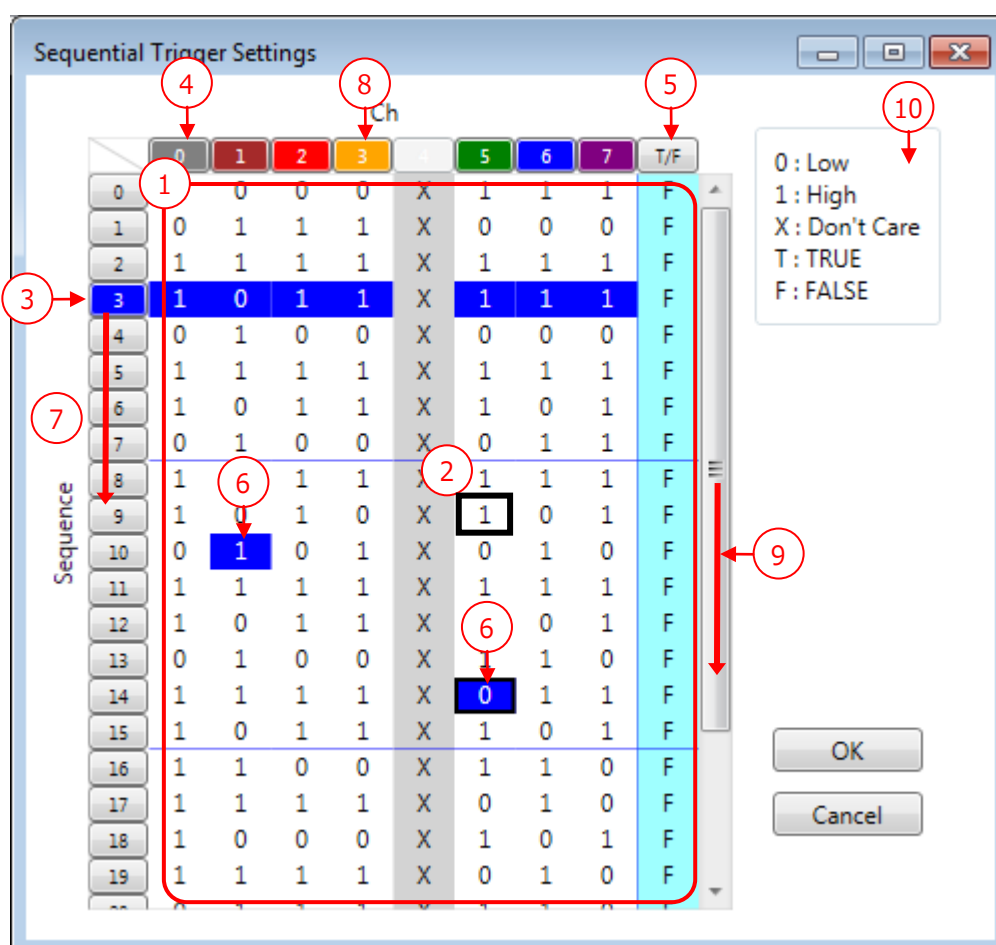 Sequential Trigger Settings
4 8 5 10
Ch
0 1 2 3 4 5 6 7 T/F
0 1 0 0 0 X 1 1 1 F
1 0 1 1 1 X 0 0 0 F
2 1 1 1 1 X 1 1 1 F
3 3 1 0 1 1 X 1 1 1 F
4 0 1 0 0 X 0 0 0 F
5 1 1 1 1 X 1 1 1 F
7 6 1 0 1 1 X 1 0 1 F
7 0 1 0 0 X 0 1 1 F
8 1 6 1 1 X 2 1 1 1 F
9 1 0 1 0 X 1 0 1 F
10 0 1 0 1 X 0 1 0 F 9
11 1 1 1 1 X 1 1 1 F
12 1 0 1 1 X 6 0 1 F
13 0 1 0 0 X 1 1 0 F
14 1 1 1 1 X 0 1 1 F
15 1 0 1 1 X 1 0 1 F
16 1 1 0 0 X 1 1 0 F
17 1 1 1 1 X 0 1 0 F
18 1 0 0 0 X 1 0 1 F
19 1 1 1 1 X 0 1 0 F
Sequence
0 : Low
1 : High
X : Don't Care
T : TRUE
F : FALSE
OK
Cancel